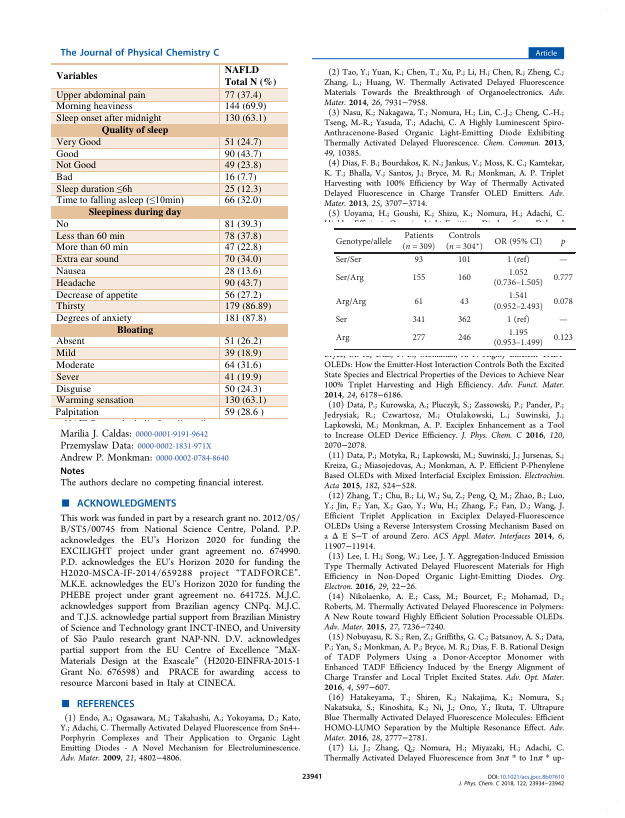 The Journal of Physical Chemistry C
Article
Variables NAFLD
Total N (%)
Upper abdominal pain 77 (37.4)
Morning heaviness 144 (69.9)
Sleep onset after midnight 130 (63.1)
Quality of sleep
Very Good 51 (24.7)
Good 90 (43.7)
Not Good 49 (23.8)
Bad 16 (7.7)
Sleep duration ≤6h 25 (12.3)
Time to falling asleep (≤10min) 66 (32.0)
Sleepiness during day
No 81 (39.3)
Less than 60 min 78 (37.8)
More than 60 min 47 (22.8)
Extra ear sound 70 (34.0)
Nausea 28 (13.6)
Headache 90 (43.7)
Decrease of appetite 56 (27.2)
Thirsty 179 (86.89)
Degrees of anxiety 181 (87.8)
Bloating
Absent 51 (26.2)
Mild 39 (18.9)
Moderate 64 (31.6)
Sever 41 (19.9)
Disguise 50 (24.3)
Warming sensation 130 (63.1)
Palpitation 59 (28.6 )
Marilia J. Caldas: 0000-0001-9191-9642
Przemyslaw Data: 0000-0002-1831-971X
Andrew P. Monkman: 0000-0002-0784-8640
Notes
The authors declare no competing financial interest.
■ ACKNOWLEDGMENTS
This work was funded in part by a research grant no. 2012/05/
B/ST5/00745 from National Science Centre, Poland. P.P.
acknowledges the EU's Horizon 2020 for funding the
EXCILIGHT project under grant agreement no. 674990.
P.D. acknowledges the EU's Horizon 2020 for funding the
H2020-MSCA-IF-2014/659288 project "TADFORCE".
M.K.E. acknowledges the EU's Horizon 2020 for funding the
PHEBE project under grant agreement no. 641725. M.J.C.
acknowledges support from Brazilian agency CNPq. M.J.C.
and T.J.S. acknowledge partial support from Brazilian Ministry
of Science and Technology grant INCT-INEO, and University
of São Paulo research grant NAP-NN. D.V. acknowledges
partial support from the EU Centre of Excellence "MaX-
Materials Design at the Exascale" (H2020-EINFRA-2015-1
Grant No. 676598) and PRACE for awarding access to
resource Marconi based in Italy at CINECA.
■ REFERENCES
(1) Endo, A.; Ogasawara, M.; Takahashi, A.; Yokoyama, D.; Kato,
Y.; Adachi, C. Thermally Activated Delayed Fluorescence from Sn4+-
Porphyrin Complexes and Their Application to Organic Light
Emitting Diodes - A Novel Mechanism for Electroluminescence.
Adv. Mater. 2009, 21, 4802−4806.
(2) Tao, Y.; Yuan, K.; Chen, T.; Xu, P.; Li, H.; Chen, R.; Zheng, C.;
Zhang, L.; Huang, W. Thermally Activated Delayed Fluorescence
Materials Towards the Breakthrough of Organoelectronics. Adv.
Mater. 2014, 26, 7931−7958.
(3) Nasu, K.; Nakagawa, T.; Nomura, H.; Lin, C.-J.; Cheng, C.-H.;
Tseng, M.-R.; Yasuda, T.; Adachi, C. A Highly Luminescent Spiro-
Anthracenone-Based Organic Light-Emitting Diode Exhibiting
Thermally Activated Delayed Fluorescence. Chem. Commun. 2013,
49, 10385.
(4) Dias, F. B.; Bourdakos, K. N.; Jankus, V.; Moss, K. C.; Kamtekar,
K. T.; Bhalla, V.; Santos, J.; Bryce, M. R.; Monkman, A. P. Triplet
Harvesting with 100% Efficiency by Way of Thermally Activated
Delayed Fluorescence in Charge Transfer OLED Emitters. Adv.
Mater. 2013, 25, 3707−3714.
(5) Uoyama, H.; Goushi, K.; Shizu, K.; Nomura, H.; Adachi, C.
Genotype/allele Patients (n = 309) Controls (n = 304*) OR (95% CI) p
Ser/Ser 93 101 1 (ref) —
Ser/Arg 155 160 1.052 (0.736–1.505) 0.777
Arg/Arg 61 43 1.541 (0.952–2.493) 0.078
Ser 341 362 1 (ref) —
Arg 277 246 1.195 (0.953–1.499) 0.123
OLEDs: How the Emitter-Host Interaction Controls Both the Excited
State Species and Electrical Properties of the Devices to Achieve Near
100% Triplet Harvesting and High Efficiency. Adv. Funct. Mater.
2014, 24, 6178−6186.
(10) Data, P.; Kurowska, A.; Pluczyk, S.; Zassowski, P.; Pander, P.;
Jedrysiak, R.; Czwartosz, M.; Otulakowski, L.; Suwinski, J.;
Lapkowski, M.; Monkman, A. P. Exciplex Enhancement as a Tool
to Increase OLED Device Efficiency. J. Phys. Chem. C 2016, 120,
2070−2078.
(11) Data, P.; Motyka, R.; Lapkowski, M.; Suwinski, J.; Jursenas, S.;
Kreiza, G.; Miasojedovas, A.; Monkman, A. P. Efficient P-Phenylene
Based OLEDs with Mixed Interfacial Exciplex Emission. Electrochim.
Acta 2015, 182, 524−528.
(12) Zhang, T.; Chu, B.; Li, W.; Su, Z.; Peng, Q. M.; Zhao, B.; Luo,
Y.; Jin, F.; Yan, X.; Gao, Y.; Wu, H.; Zhang, F.; Fan, D.; Wang, J.
Efficient Triplet Application in Exciplex Delayed-Fluorescence
OLEDs Using a Reverse Intersystem Crossing Mechanism Based on
a Δ E S−T of around Zero. ACS Appl. Mater. Interfaces 2014, 6,
11907−11914.
(13) Lee, I. H.; Song, W.; Lee, J. Y. Aggregation-Induced Emission
Type Thermally Activated Delayed Fluorescent Materials for High
Efficiency in Non-Doped Organic Light-Emitting Diodes. Org.
Electron. 2016, 29, 22−26.
(14) Nikolaenko, A. E.; Cass, M.; Bourcet, F.; Mohamad, D.;
Roberts, M. Thermally Activated Delayed Fluorescence in Polymers:
A New Route toward Highly Efficient Solution Processable OLEDs.
Adv. Mater. 2015, 27, 7236−7240.
(15) Nobuyasu, R. S.; Ren, Z.; Griffiths, G. C.; Batsanov, A. S.; Data,
P.; Yan, S.; Monkman, A. P.; Bryce, M. R.; Dias, F. B. Rational Design
of TADF Polymers Using a Donor-Acceptor Monomer with
Enhanced TADF Efficiency Induced by the Energy Alignment of
Charge Transfer and Local Triplet Excited States. Adv. Opt. Mater.
2016, 4, 597−607.
(16) Hatakeyama, T.; Shiren, K.; Nakajima, K.; Nomura, S.;
Nakatsuka, S.; Kinoshita, K.; Ni, J.; Ono, Y.; Ikuta, T. Ultrapure
Blue Thermally Activated Delayed Fluorescence Molecules: Efficient
HOMO-LUMO Separation by the Multiple Resonance Effect. Adv.
Mater. 2016, 28, 2777−2781.
(17) Li, J.; Zhang, Q.; Nomura, H.; Miyazaki, H.; Adachi, C.
Thermally Activated Delayed Fluorescence from 3nπ * to 1nπ * up-
23941
DOI: 10.1021/acs.jpcc.8b07610
J. Phys. Chem. C 2018, 122, 23934−23942